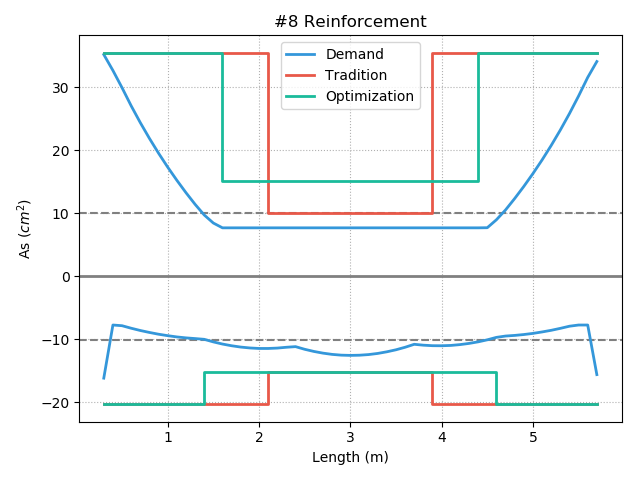 #8 Reinforcement
Demand
Tradition
Optimization
As (cm²)
30
20
10
0
−10
−20
1 2 3 4 5
Length (m)